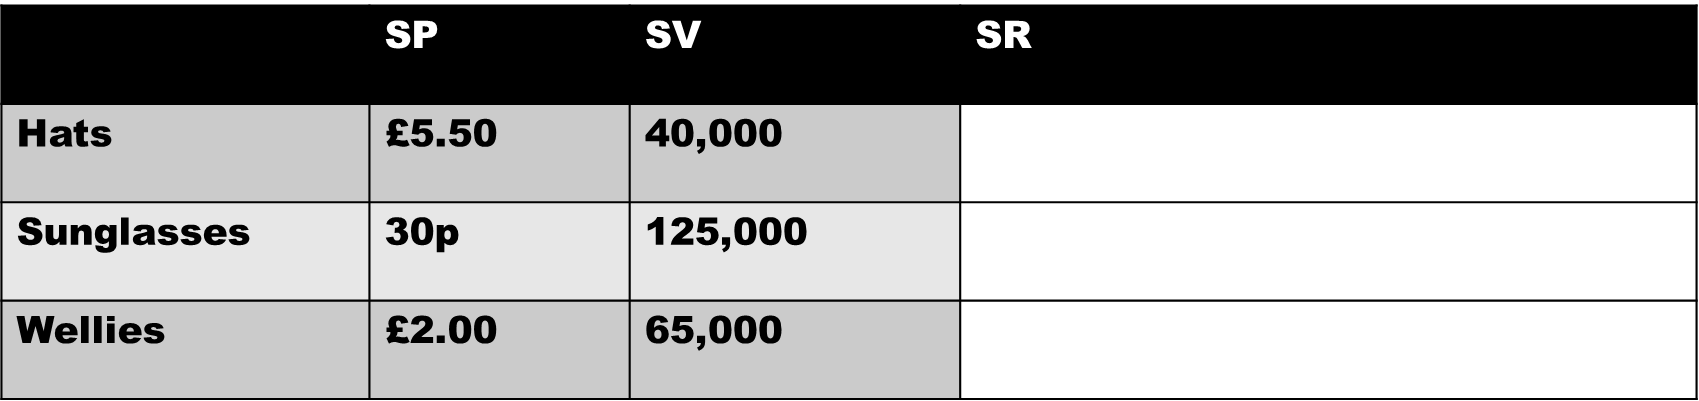 SP SV SR
Hats £5.50 40,000
Sunglasses 30p 125,000
Wellies £2.00 65,000